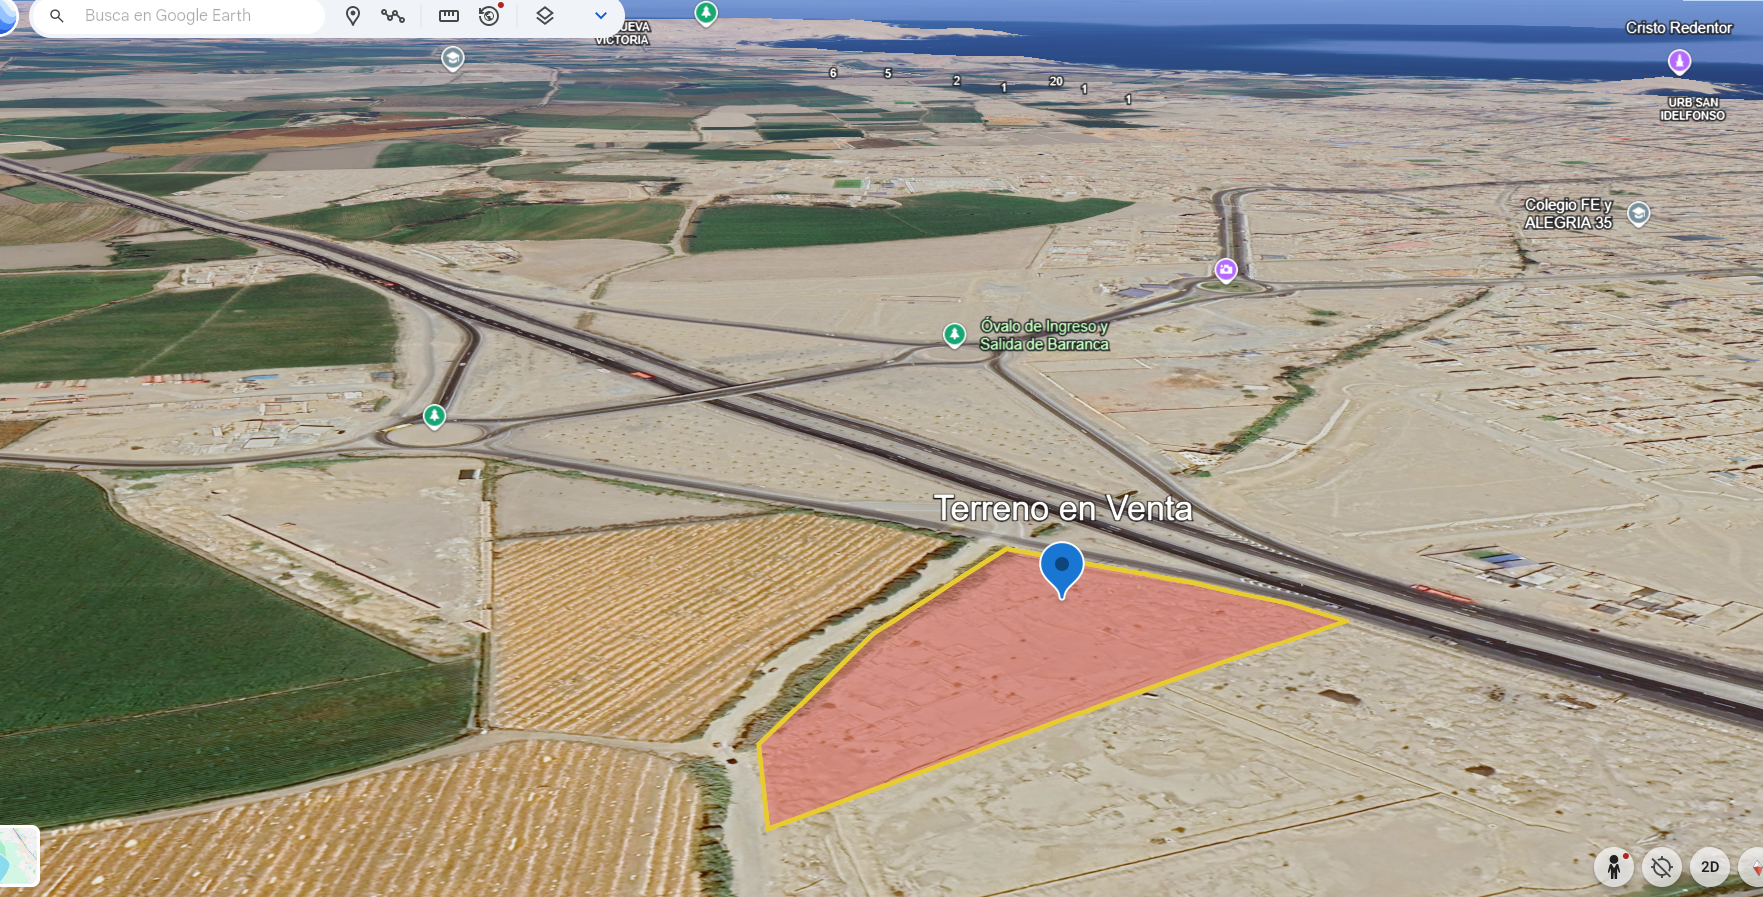 Busca en Google Earth
VICTORIA
Cristo Redentor
6
5
2
1
20
1
1
URB SAN
IDELFONSO
Colegio FE y
ALEGRIA 35
Óvalo de Ingreso y
Salida de Barranca
Terreno en Venta
2D